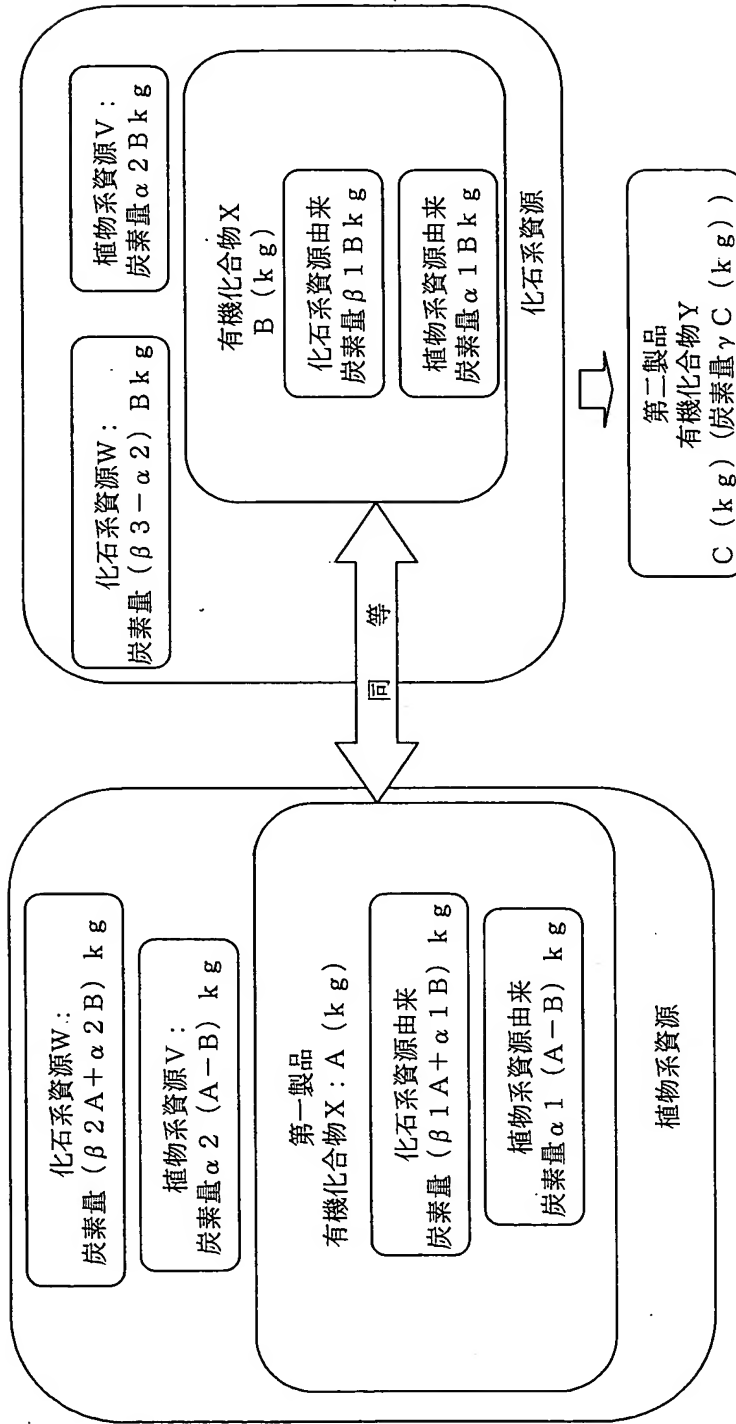 化石系資源W:
炭素量(β2A+α2B)kg
植物系資源V:
炭素量α2(A−B)kg
第一製品
有機化合物X:A(kg)
化石系資源由来
炭素量(β1A+α1B)kg
植物系資源由来
炭素量α1(A−B)kg
植物系資源
同等
化石系資源W:
炭素量(β3−α2)Bkg
植物系資源V:
炭素量α2Bkg
有機化合物X
B(kg)
化石系資源由来
炭素量β1Bkg
植物系資源由来
炭素量α1Bkg
化石系資源
第二製品
有機化合物Y
C(kg)(炭素量γC(kg))